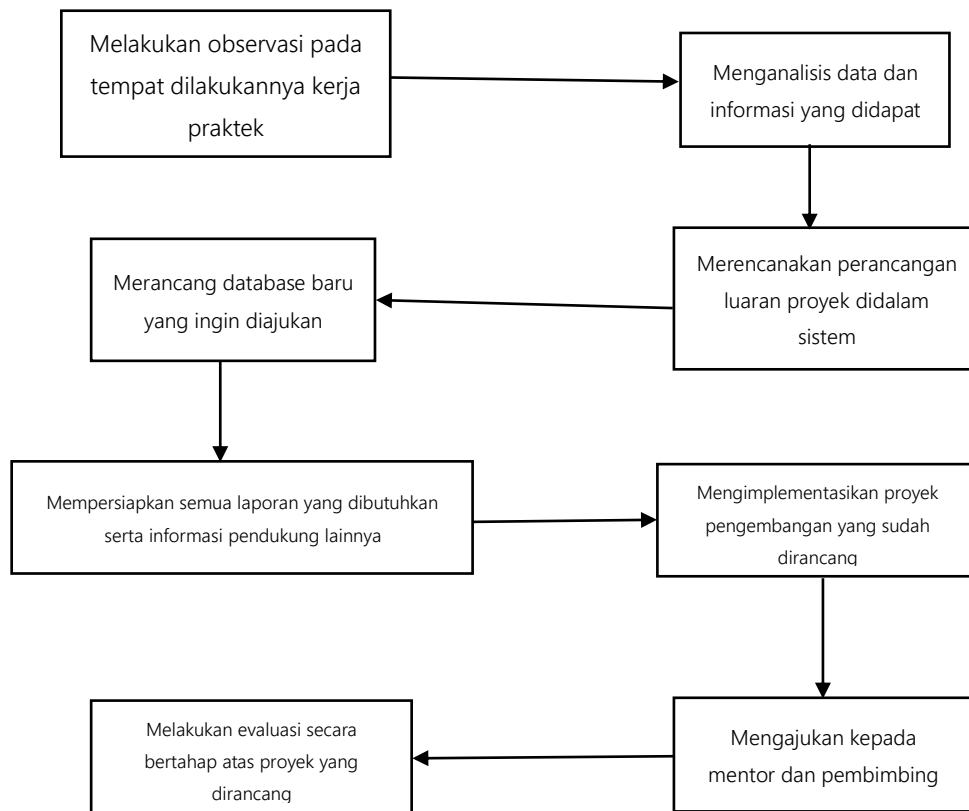 Melakukan observasi pada
tempat dilakukannya kerja
praktek
Menganalisis data dan
informasi yang didapat
Merencanakan perancangan
luaran proyek didalam
sistem
Merancang database baru
yang ingin diajukan
Mempersiapkan semua laporan yang dibutuhkan
serta informasi pendukung lainnya
Mengimplementasikan proyek
pengembangan yang sudah
dirancang
Mengajukan kepada
mentor dan pembimbing
Melakukan evaluasi secara
bertahap atas proyek yang
dirancang